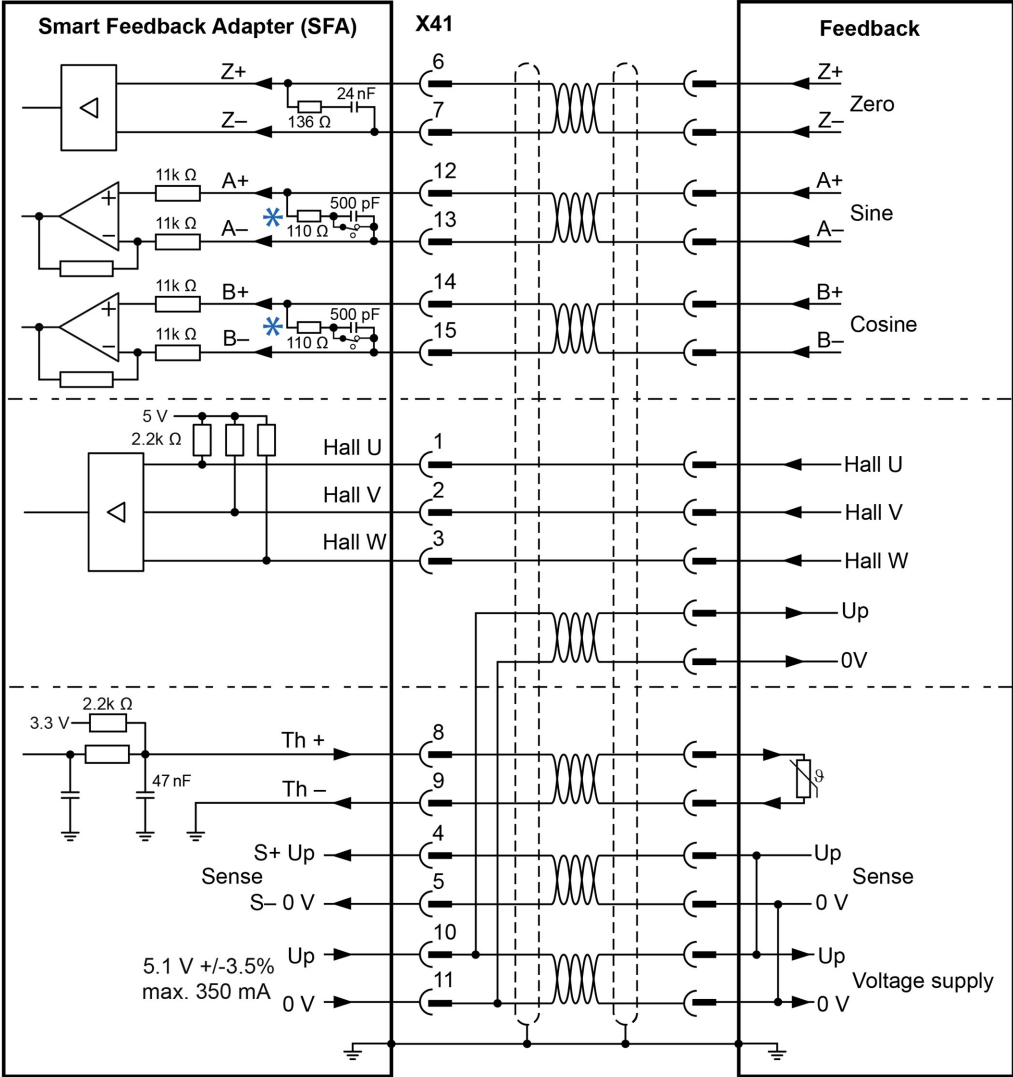 Smart Feedback Adapter (SFA)
X41
Feedback
Z+
6
Z+
24 nF
136 Ω
Zero
Z–
7
Z–
11k Ω
A+
12
A+
500 pF
110 Ω
Sine
11k Ω
A–
13
A–
11k Ω
B+
14
B+
500 pF
110 Ω
Cosine
11k Ω
B–
15
B–
5 V
2.2k Ω
Hall U
1
Hall U
Hall V
2
Hall V
Hall W
3
Hall W
Up
0V
2.2k Ω
3.3 V
Th +
8
47 nF
ϑ
Th –
9
S+ Up
4
Up
Sense
Sense
S– 0 V
5
0 V
Up
10
Up
5.1 V +/-3.5%
max. 350 mA
Voltage supply
0 V
11
0 V